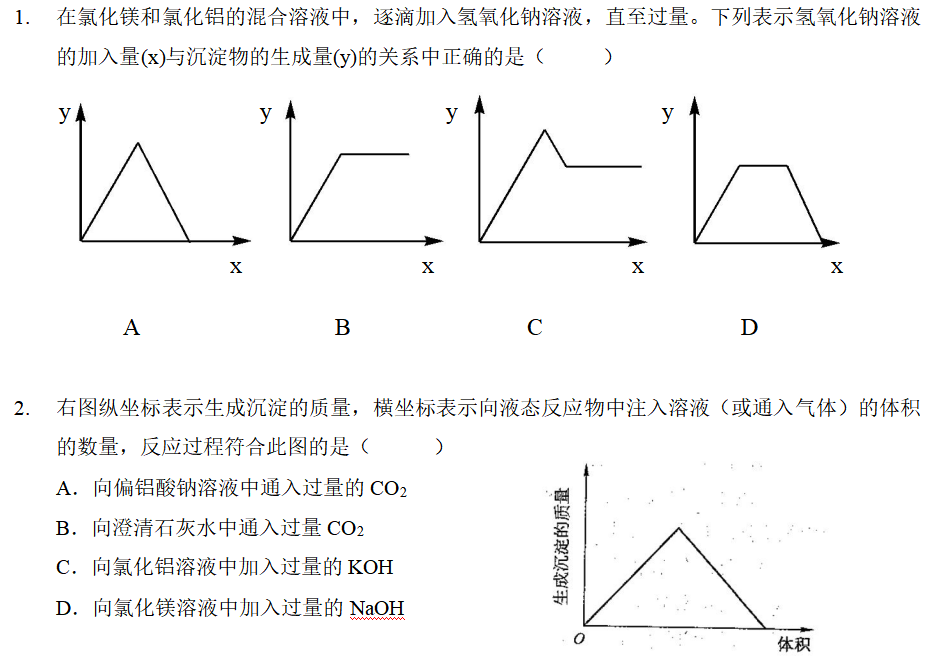 1. 在氯化镁和氯化铝的混合溶液中，逐滴加入氢氧化钠溶液，直至过量。下列表示氢氧化钠溶液
的加入量(x)与沉淀物的生成量(y)的关系中正确的是（ ）
y y y y
x x x x
A B C D
2. 右图纵坐标表示生成沉淀的质量，横坐标表示向液态反应物中注入溶液（或通入气体）的体积
的数量，反应过程符合此图的是（ ）
A．向偏铝酸钠溶液中通入过量的 CO₂
B．向澄清石灰水中通入过量 CO₂
C．向氯化铝溶液中加入过量的 KOH
D．向氯化镁溶液中加入过量的 NaOH
生成沉淀的质量
O
体积